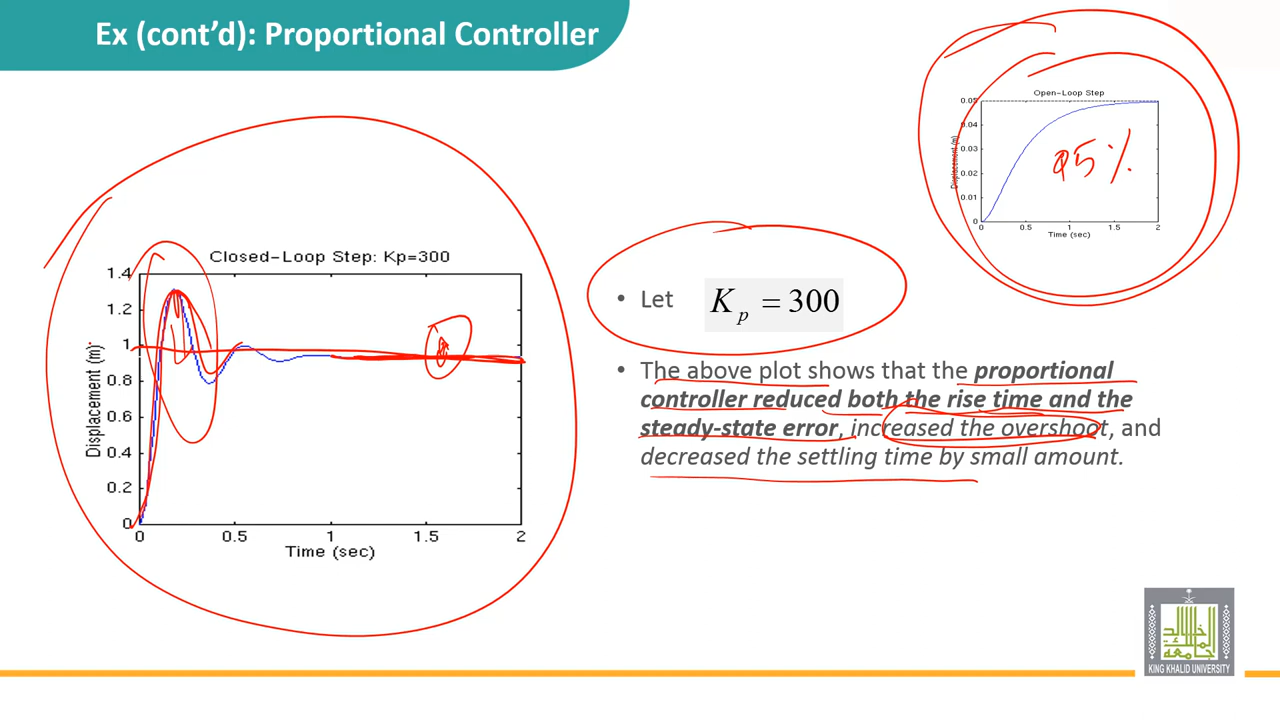 Ex (cont’d): Proportional Controller
Open-Loop Step
0.05
0.04
0.03
0.02
0.01
0
Displacement (m)
0 0.5 1 1.5 2
Time (sec)
95%
Closed-Loop Step: Kp=300
1.4
1.2
1
0.8
0.6
0.4
0.2
0
Displacement (m)
0 0.5 1 1.5 2
Time (sec)
• Let K p = 300
• The above plot shows that the proportional
controller reduced both the rise time and the
steady-state error, increased the overshoot, and
decreased the settling time by small amount.
جامعة الملك خالد
KING KHALID UNIVERSITY